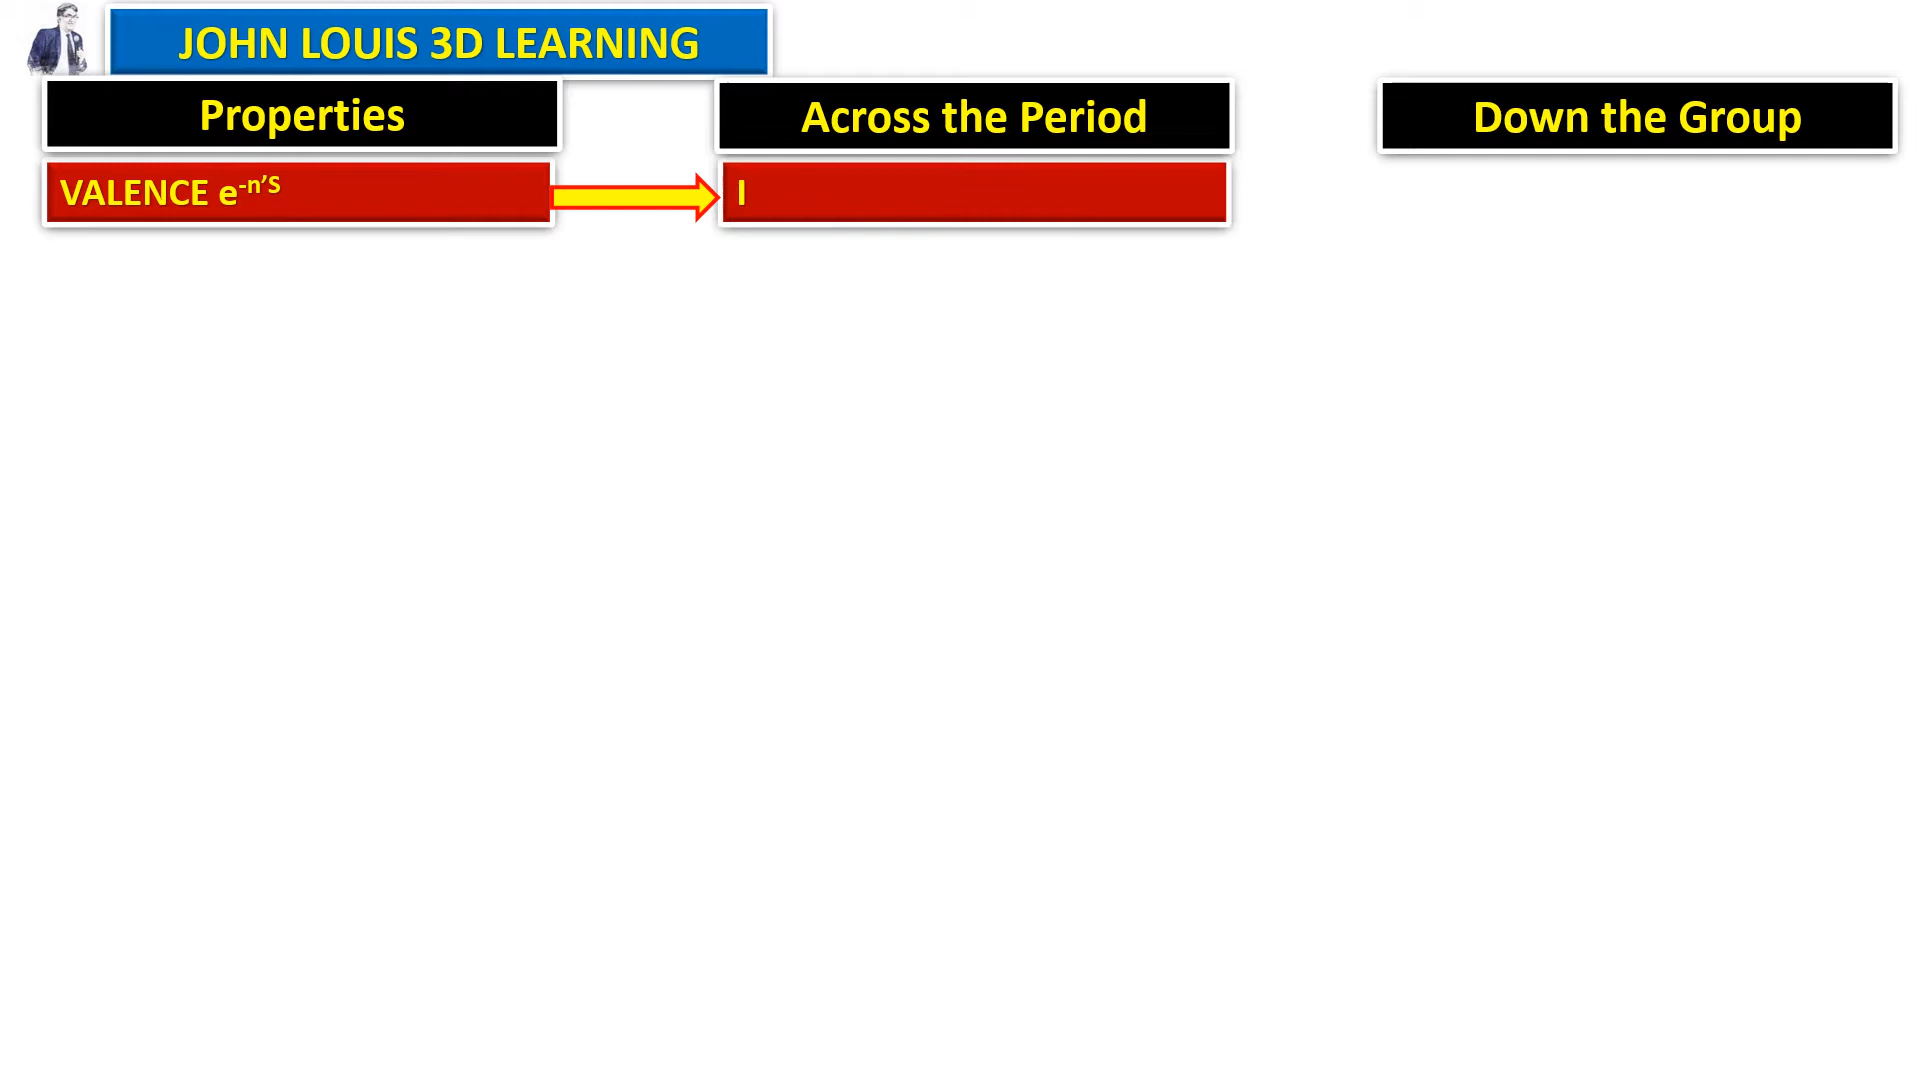 JOHN LOUIS 3D LEARNING
Properties
Across the Period
Down the Group
VALENCE e-n’S
I